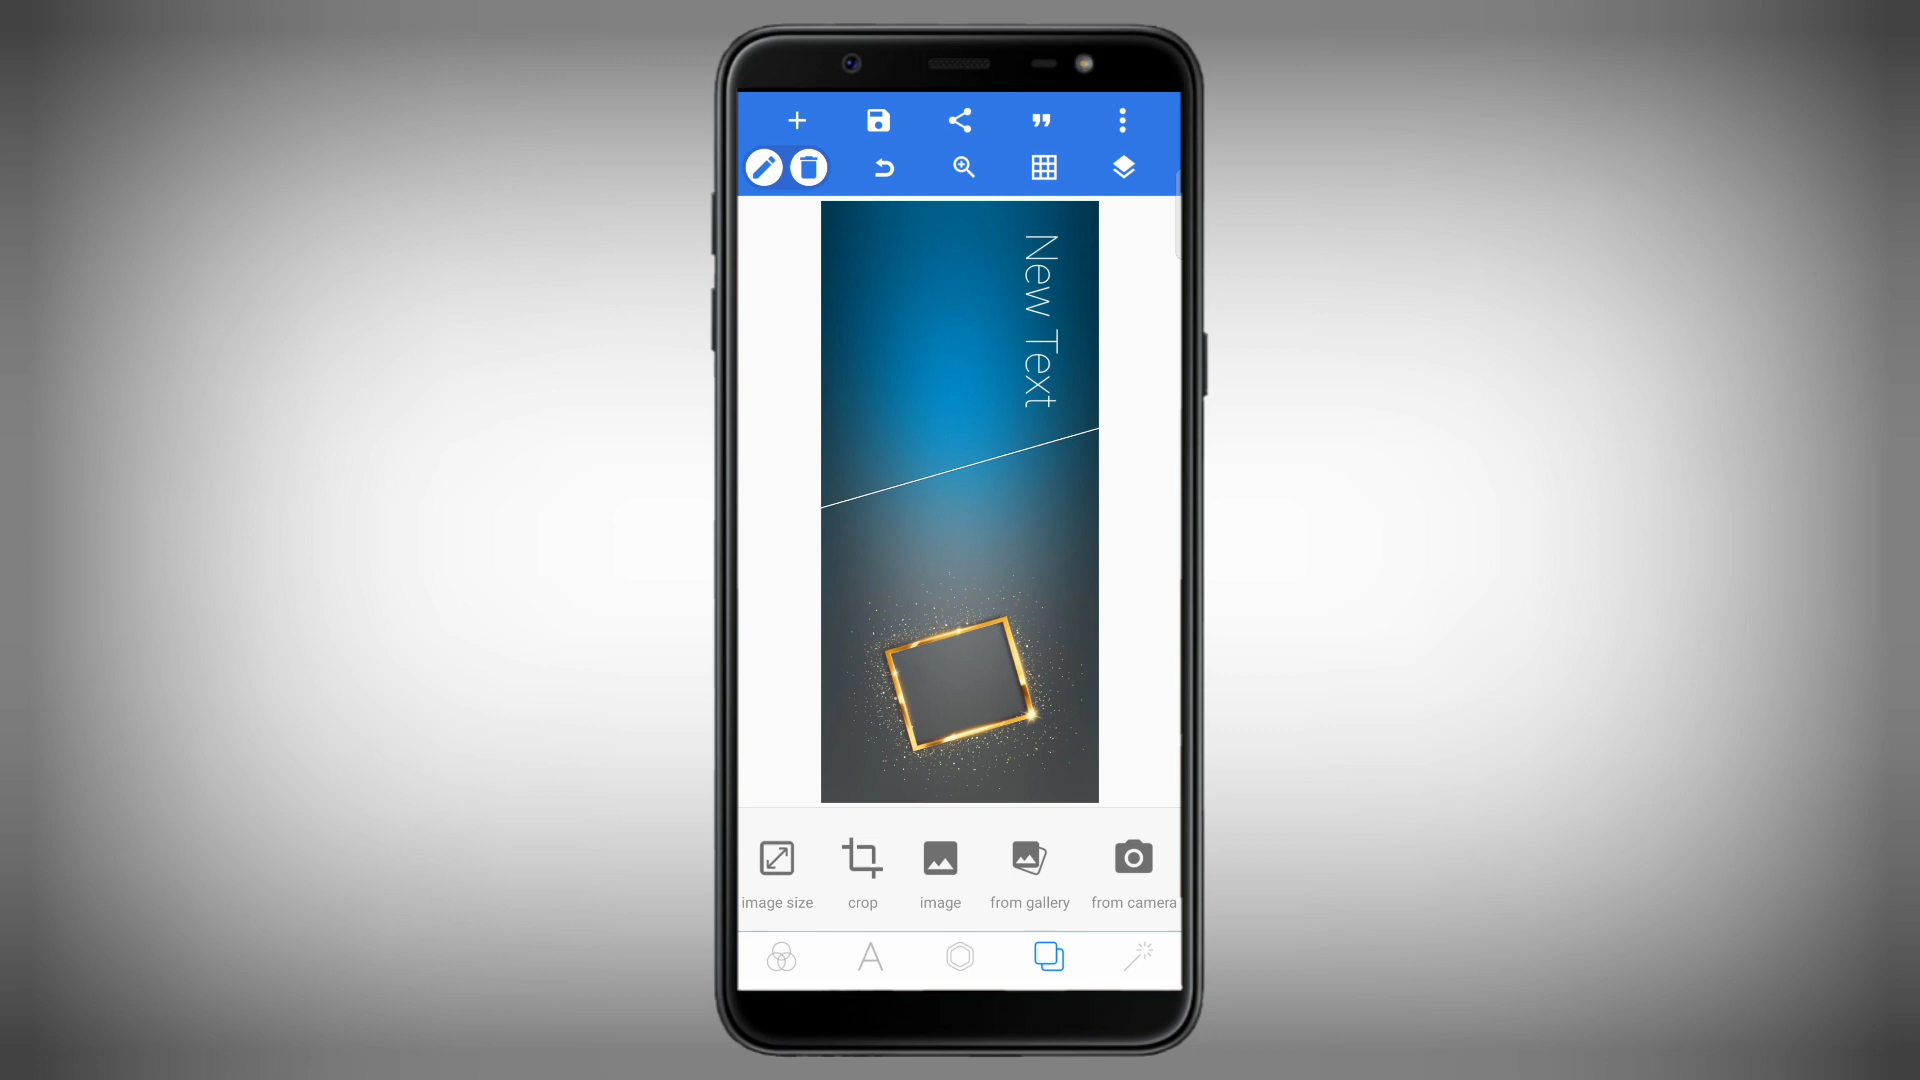 New Text
image size
crop
image
from gallery
from camera